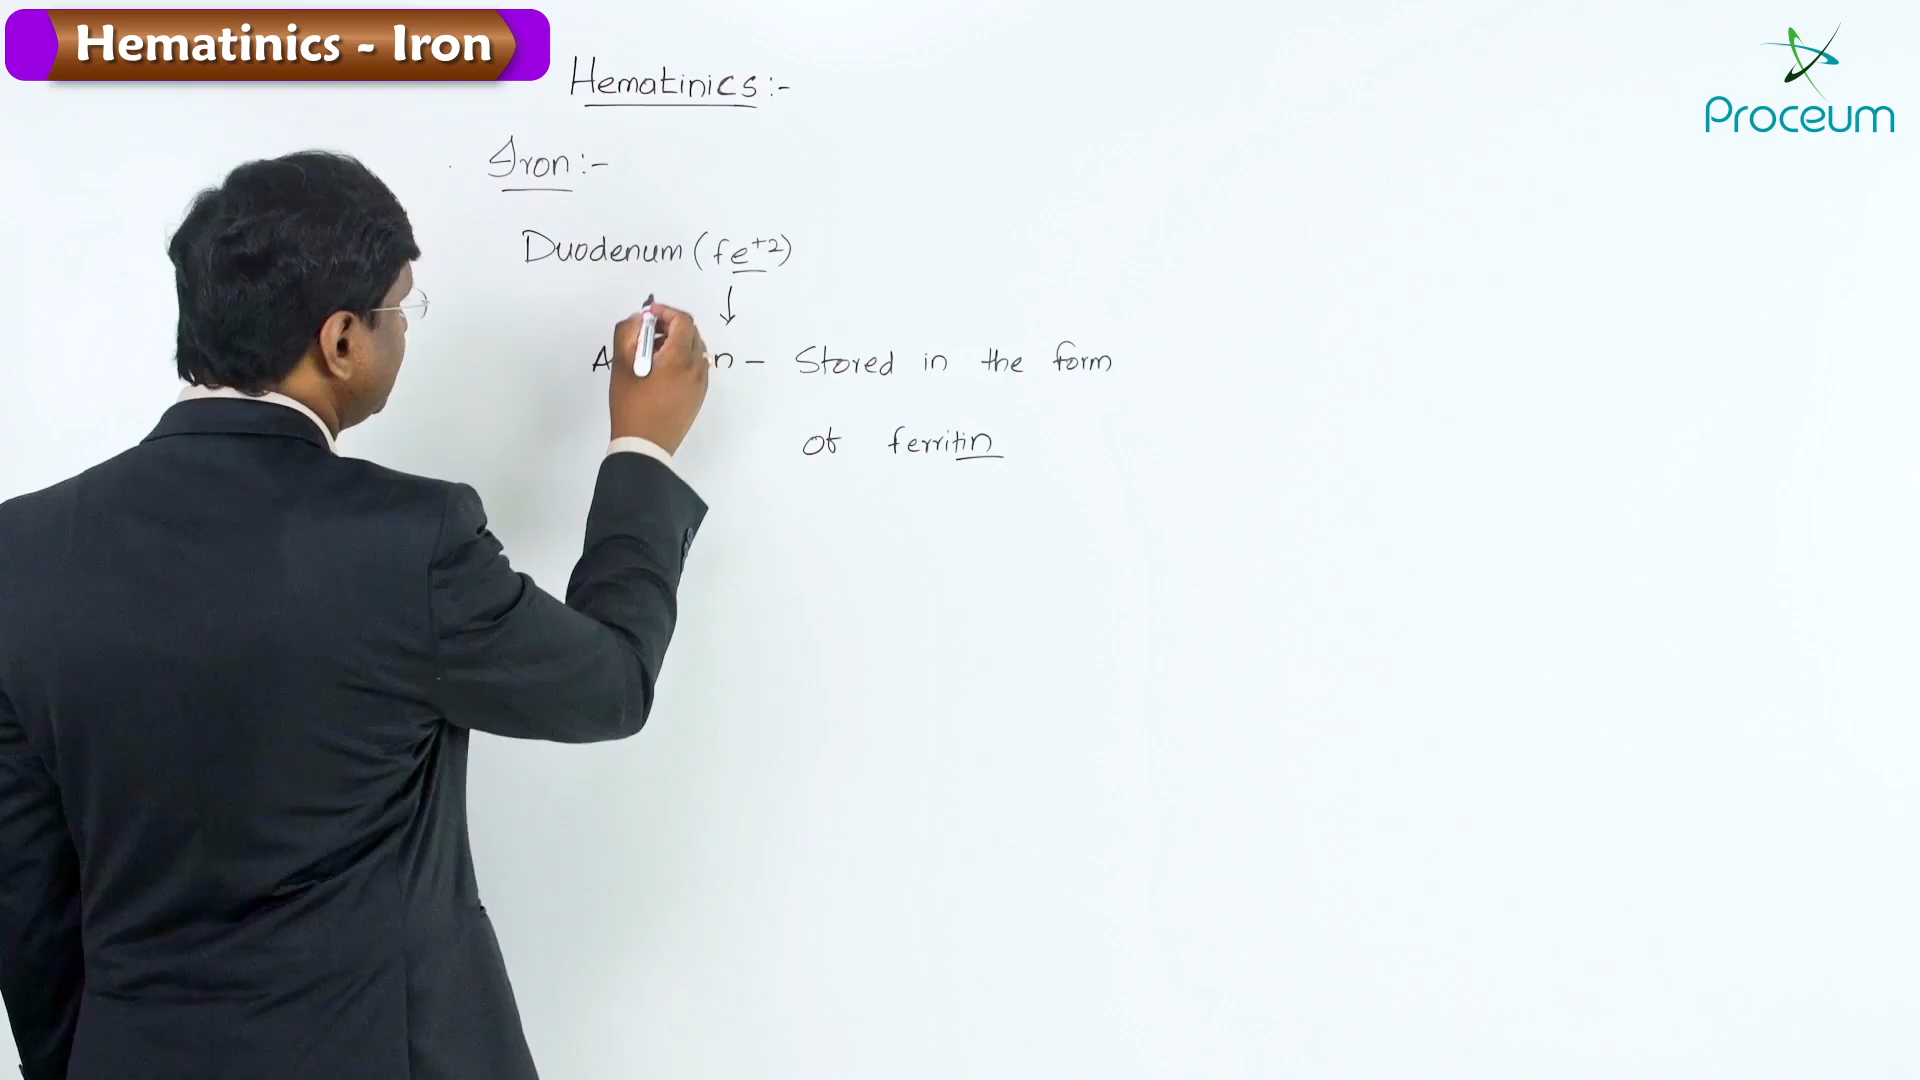 Hematinics - Iron
Hematinics :-
Proceum
Iron :-
Duodenum (fe+2)
↓
n - Stored in the form
of ferritin